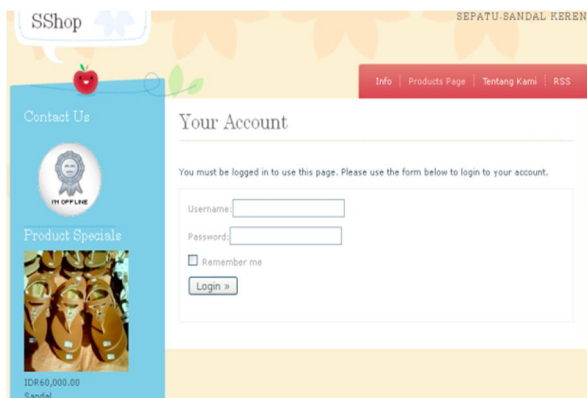 SShop
SEPATU-SANDAL KEREN
Info
Products Page
Tentang Kami
RSS
Contact Us
I'M OFFLINE
Product Specials
IDR60,000.00
Sandal
Your Account
You must be logged in to use this page. Please use the form below to login to your account.
Username:
Password:
Remember me
Login »